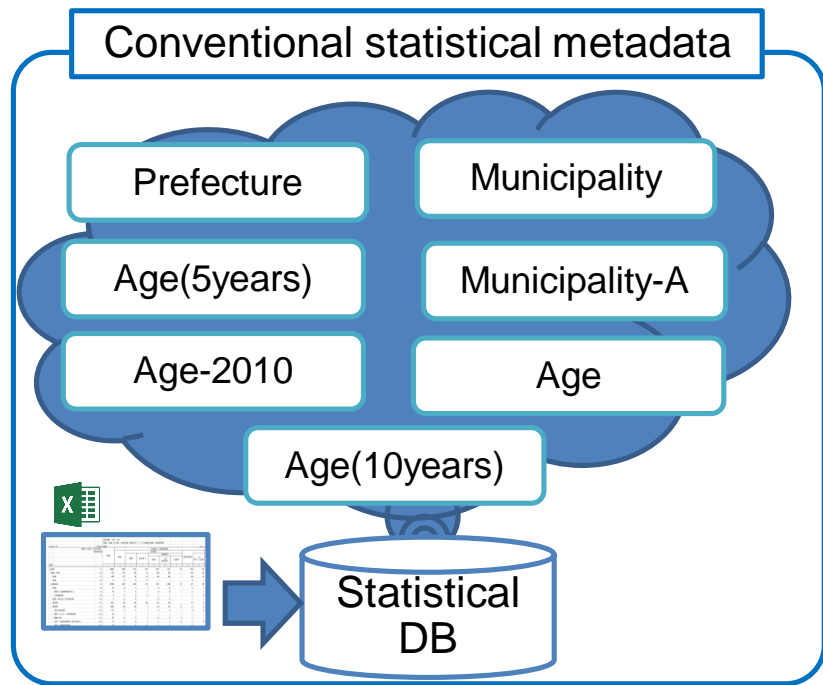 Conventional statistical metadata
Prefecture
Municipality
Age(5years)
Municipality-A
Age-2010
Age
Age(10years)
X
Statistical
DB